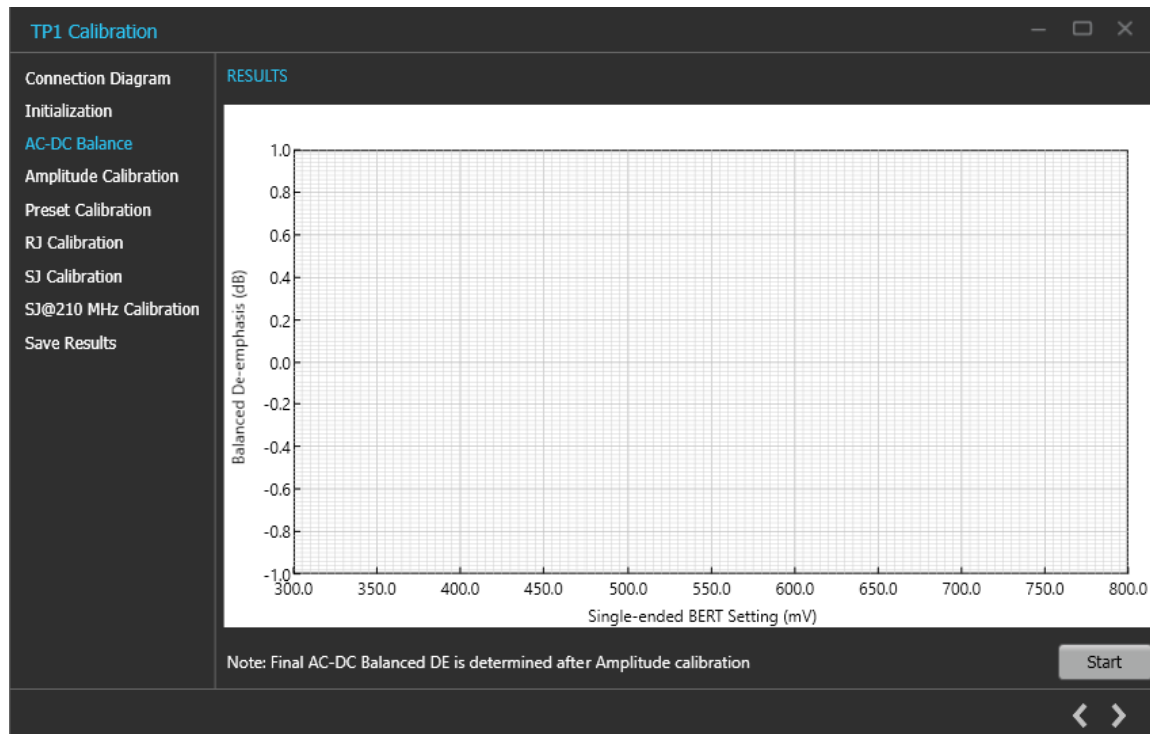 TP1 Calibration
Connection Diagram
Initialization
AC-DC Balance
Amplitude Calibration
Preset Calibration
RJ Calibration
SJ Calibration
SJ@210 MHz Calibration
Save Results
RESULTS
Balanced De-emphasis (dB)
1.0
0.8
0.6
0.4
0.2
0.0
-0.2
-0.4
-0.6
-0.8
-1.0
300.0 350.0 400.0 450.0 500.0 550.0 600.0 650.0 700.0 750.0 800.0
Single-ended BERT Setting (mV)
Note: Final AC-DC Balanced DE is determined after Amplitude calibration
Start